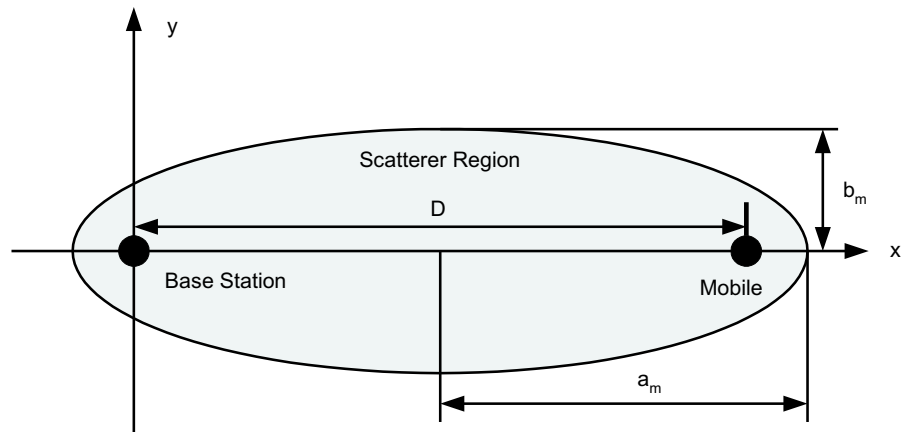 y
Scatterer Region
D
b_m
x
Base Station
Mobile
a_m